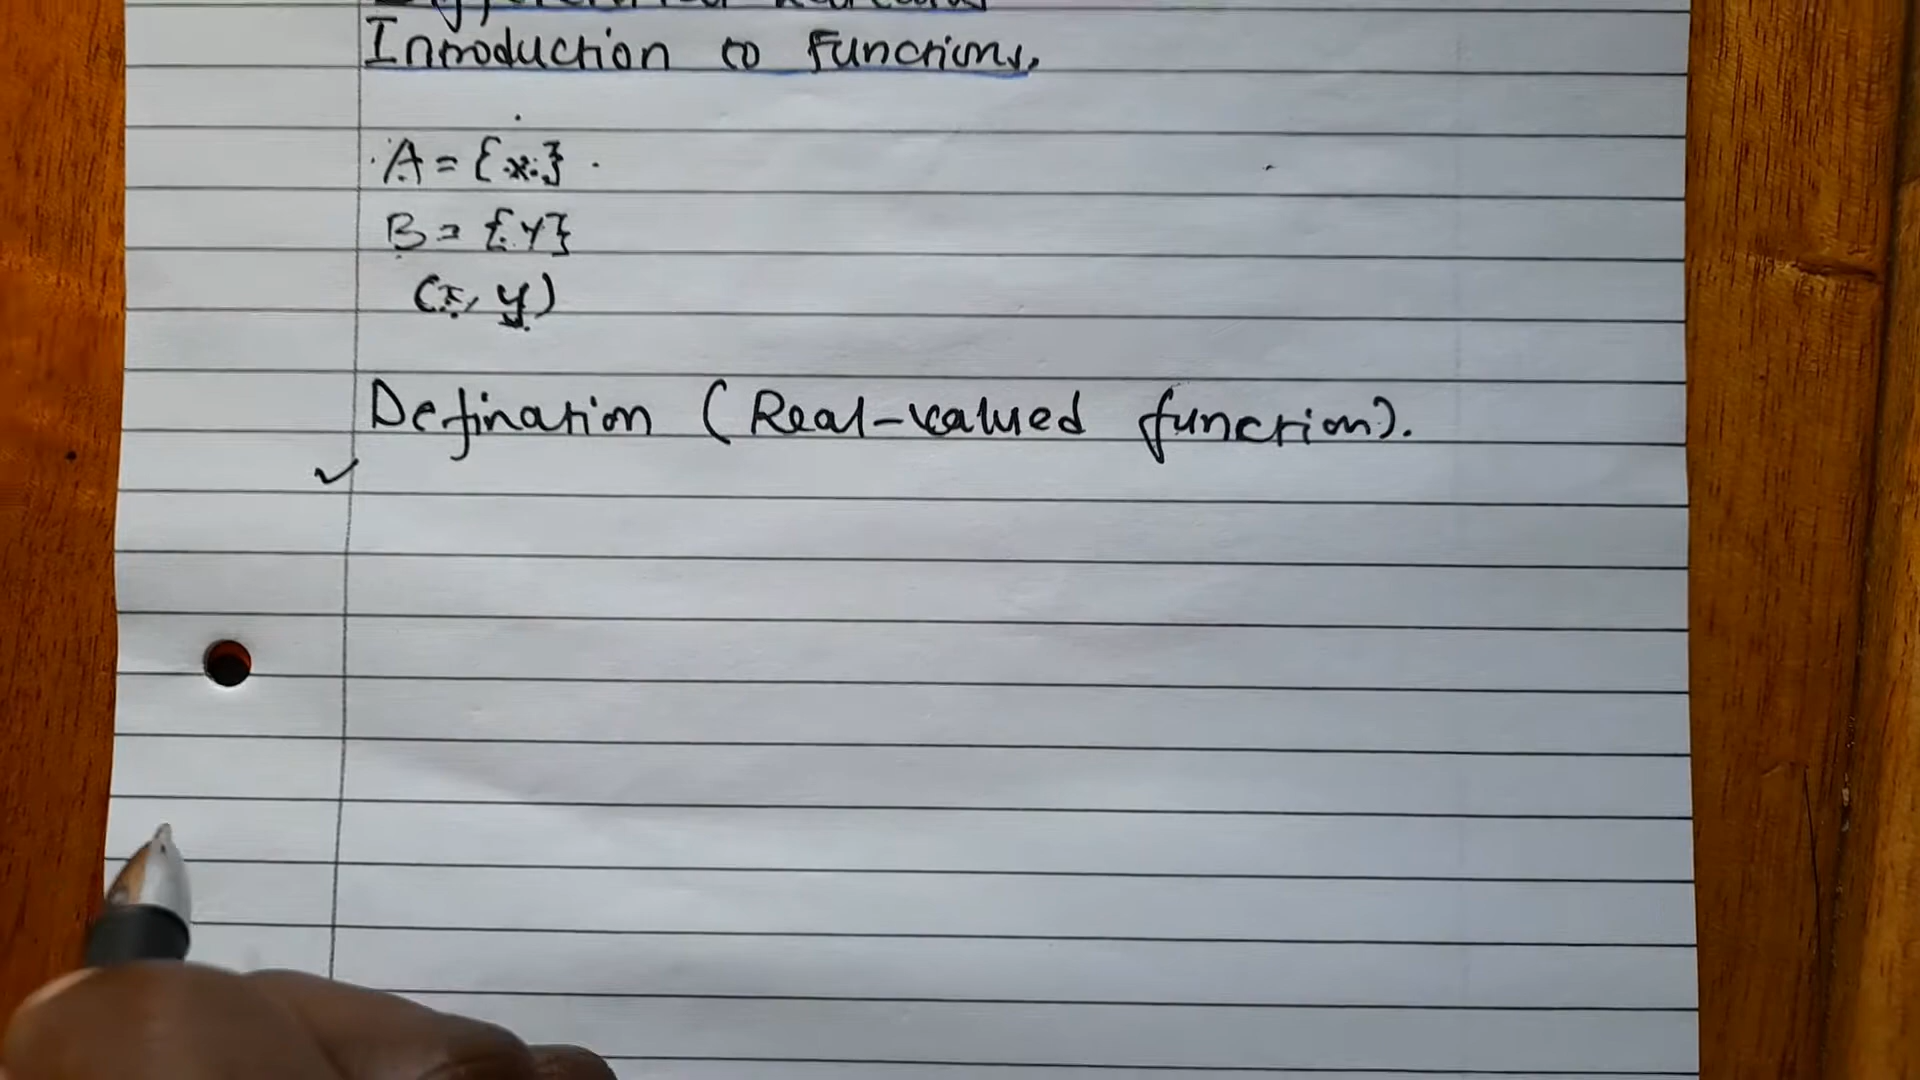 Introduction to Functions.
A = {x}
B = {y}
(x, y)
Defination (Real-valued function).